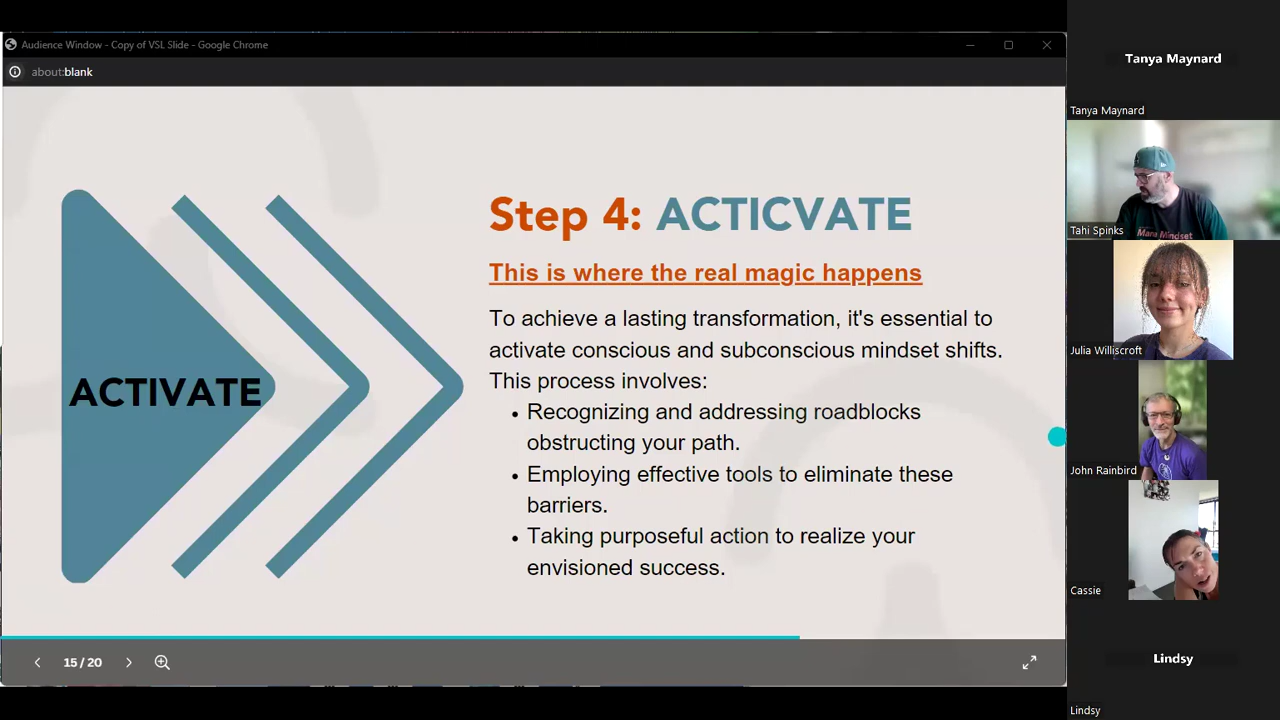 Audience Window - Copy of VSL Slide - Google Chrome
about:blank
ACTIVATE
Step 4: ACTICVATE
This is where the real magic happens
To achieve a lasting transformation, it's essential to
activate conscious and subconscious mindset shifts.
This process involves:
• Recognizing and addressing roadblocks
obstructing your path.
• Employing effective tools to eliminate these
barriers.
• Taking purposeful action to realize your
envisioned success.
15 / 20
Tanya Maynard
Tanya Maynard
Mana Mindset
Tahi Spinks
Julia Williscroft
John Rainbird
Cassie
Lindsy
Lindsy